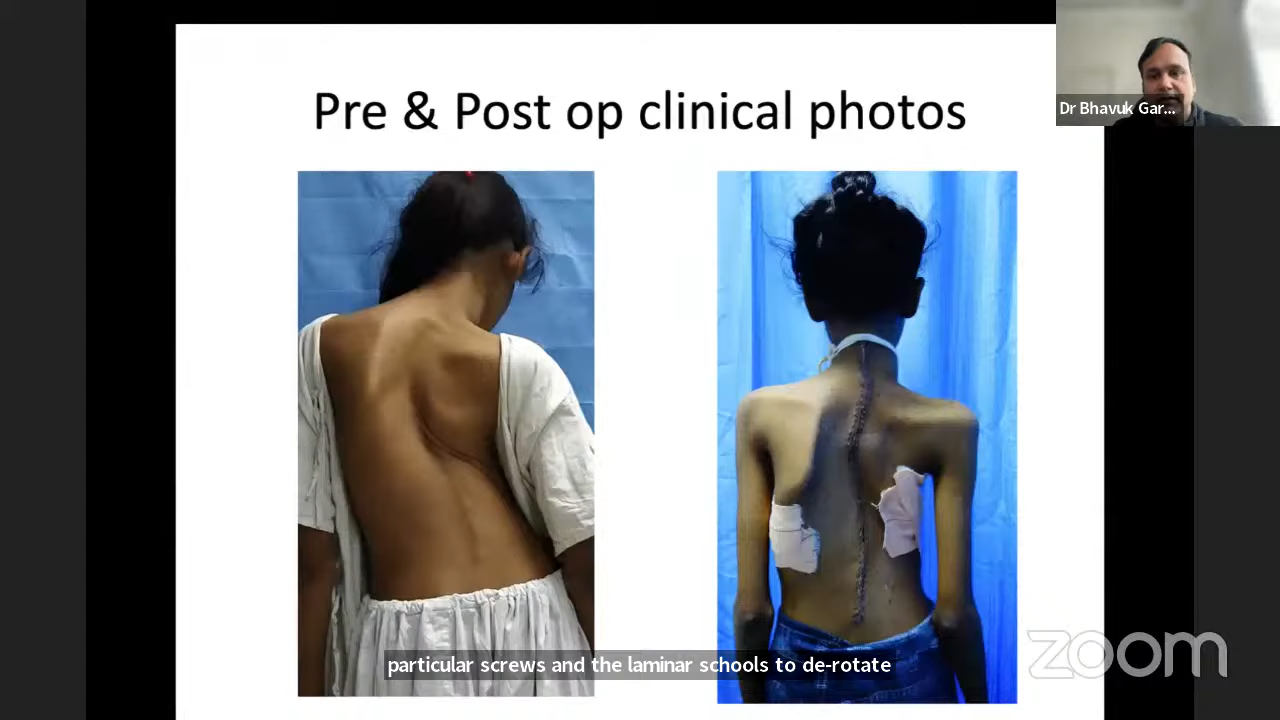 Pre & Post op clinical photos
Dr Bhavuk Gar...
particular screws and the laminar schools to de-rotate
zoom